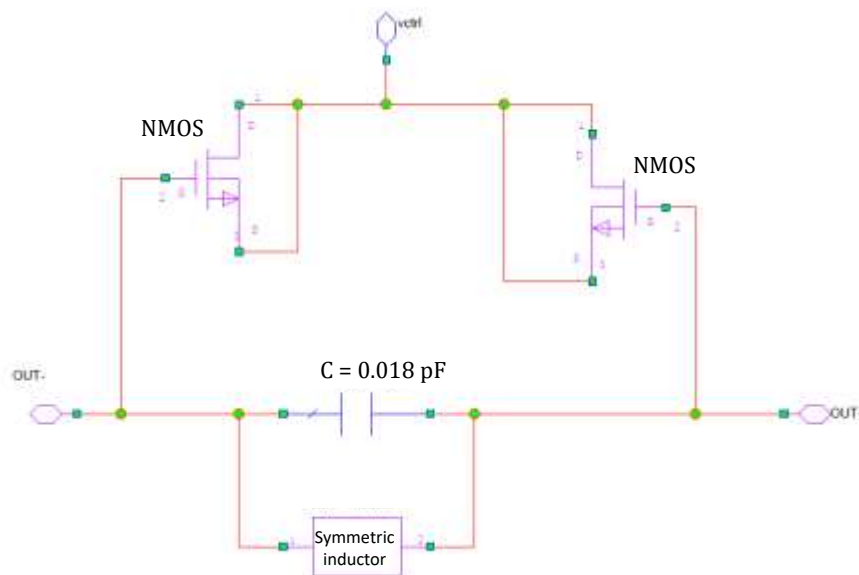 vctrl
NMOS
NMOS
C = 0.018 pF
OUT-
OUT
Symmetric
inductor